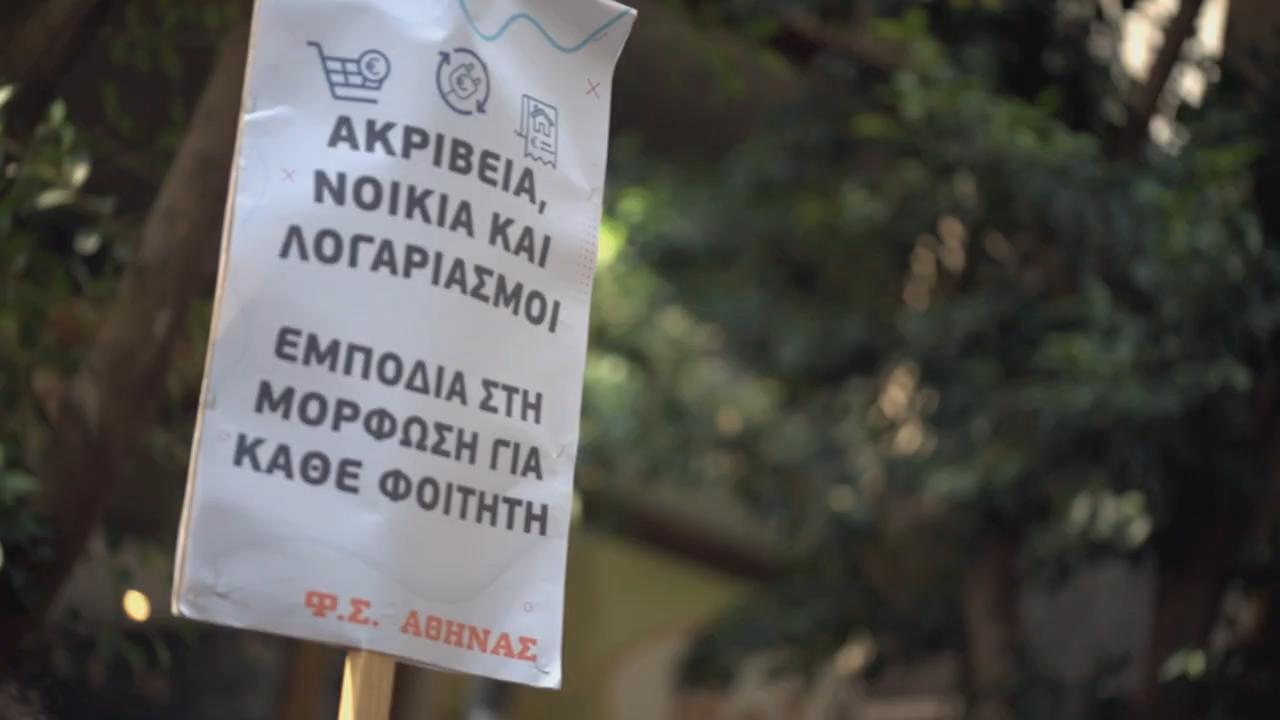 ΑΚΡΙΒΕΙΑ,
ΝΟΙΚΙΑ ΚΑΙ
ΛΟΓΑΡΙΑΣΜΟΙ
ΕΜΠΟΔΙΑ ΣΤΗ
ΜΟΡΦΩΣΗ ΓΙΑ
ΚΑΘΕ ΦΟΙΤΗΤΗ
Φ.Σ. ΑΘΗΝΑΣ